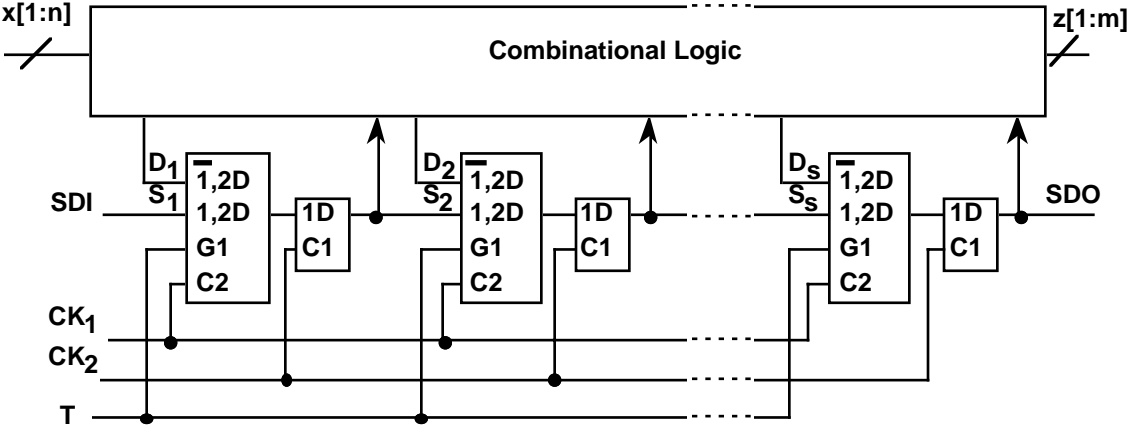 x[1:n]
z[1:m]
Combinational Logic
D1
1,2D
S1
1,2D
G1
C2
SDI
1D
C1
D2
1,2D
S2
1,2D
G1
C2
1D
C1
Ds
1,2D
Ss
1,2D
G1
C2
1D
C1
SDO
CK1
CK2
T